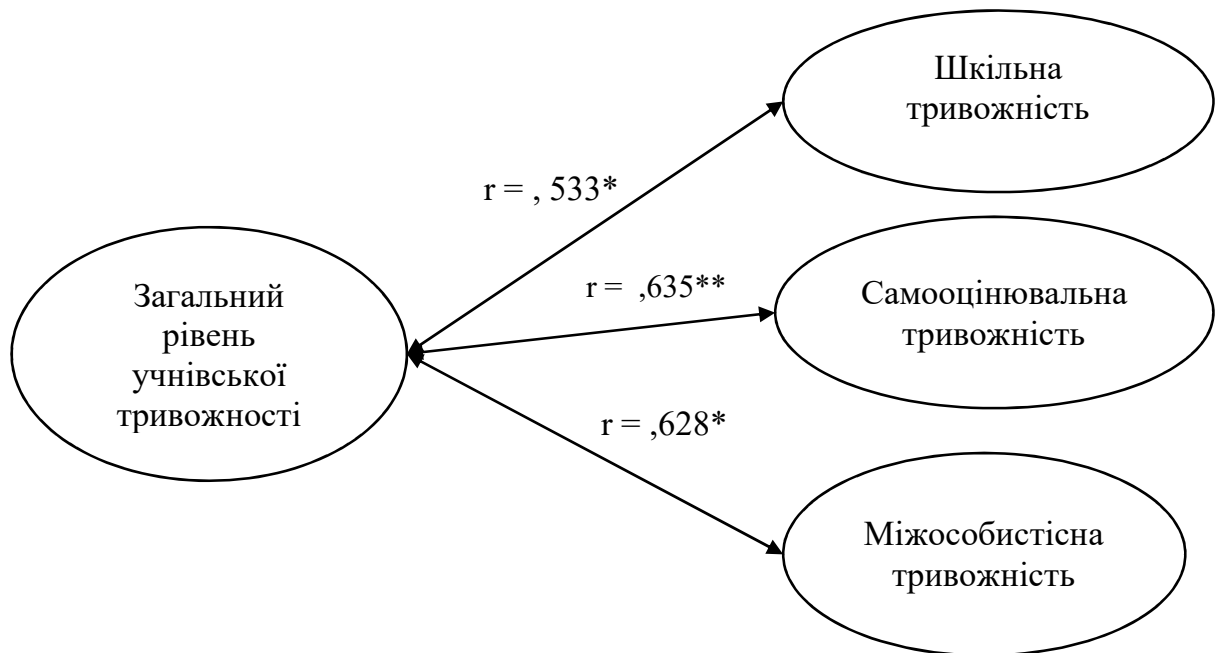 Шкільна
тривожність
r = , 533*
r = ,635**
Самооцінювальна
тривожність
Загальний
рівень
учнівської
тривожності
r = ,628*
Міжособистісна
тривожність